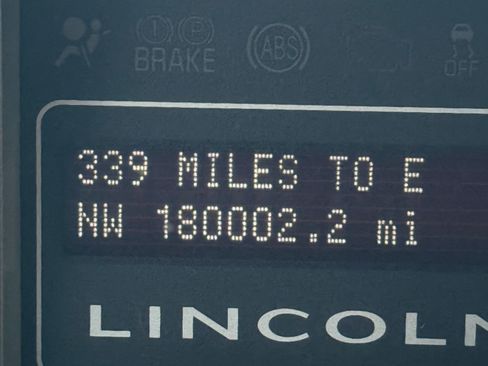 BRAKE
ABS
OFF
339 MILES TO E
NW 180002.2 mi
LINCOLN